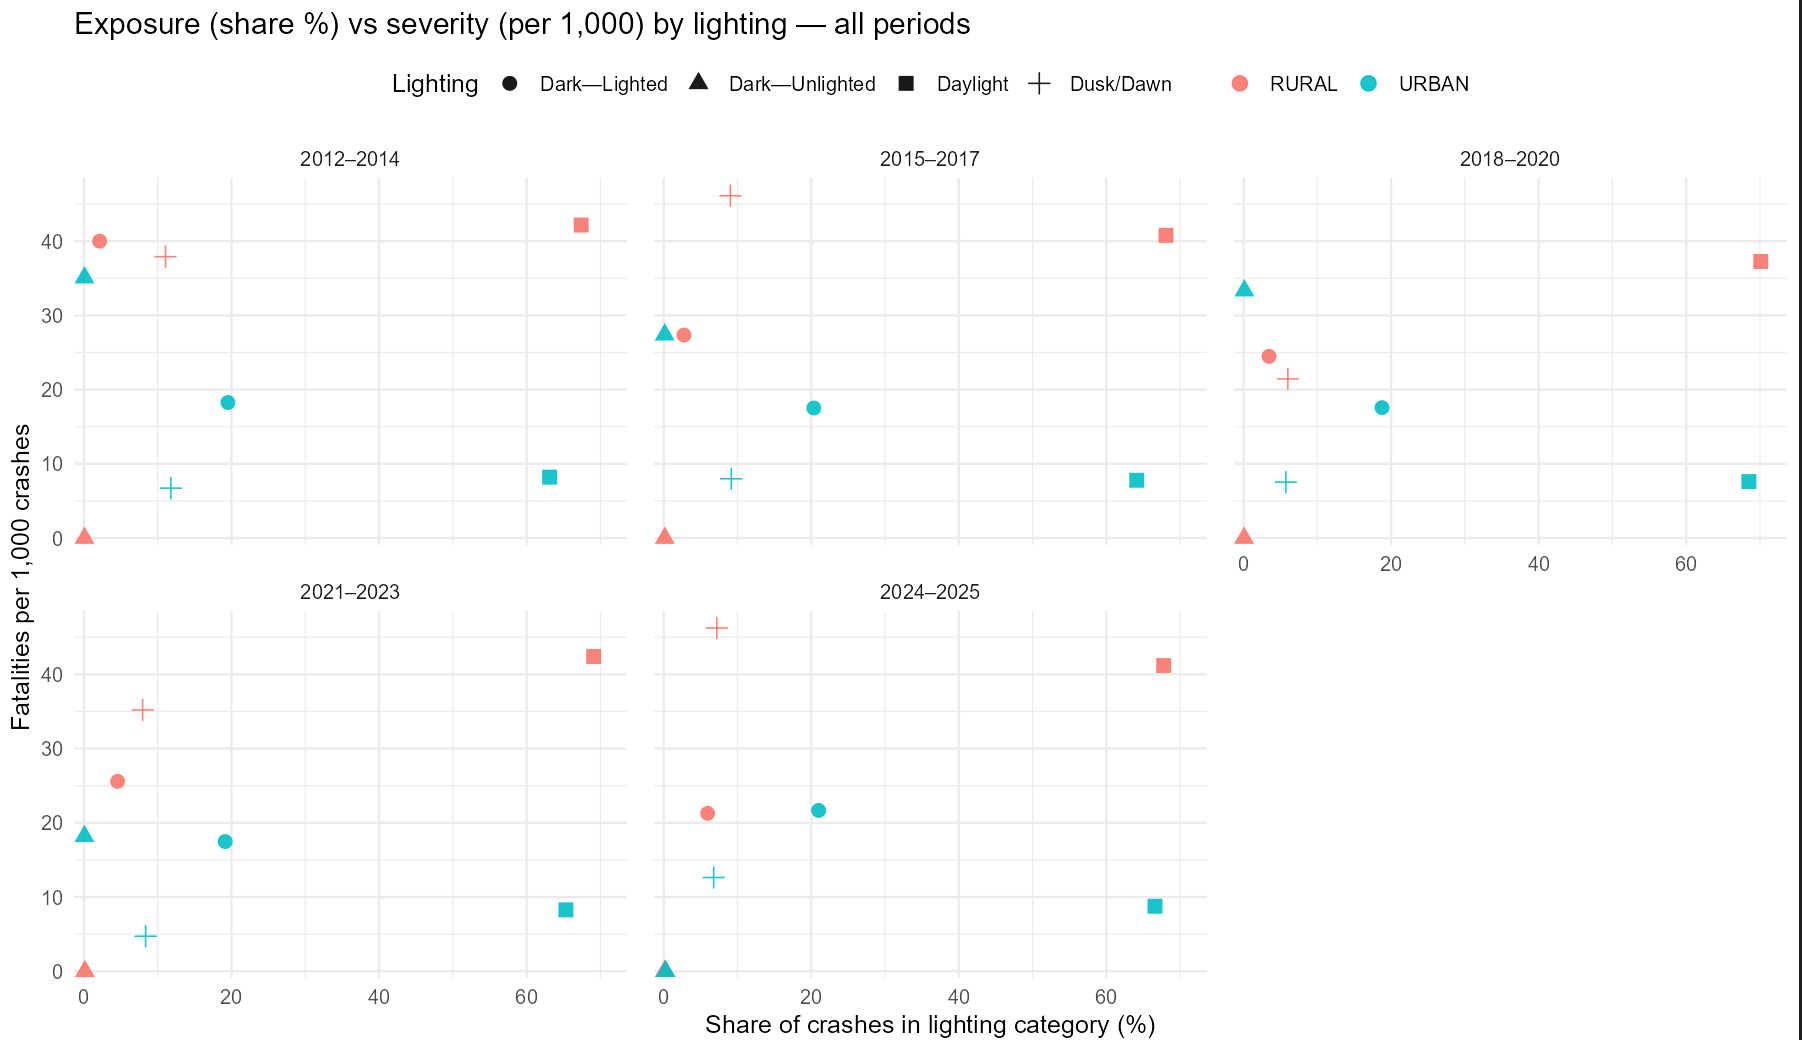 Exposure (share %) vs severity (per 1,000) by lighting — all periods
Lighting Dark—Lighted Dark—Unlighted Daylight Dusk/Dawn RURAL URBAN
2012–2014 2015–2017 2018–2020
40
30
20
10
0
0 20 40 60
2021–2023 2024–2025
40
30
20
10
0
0 20 40 60 0 20 40 60
Fatalities per 1,000 crashes
Share of crashes in lighting category (%)